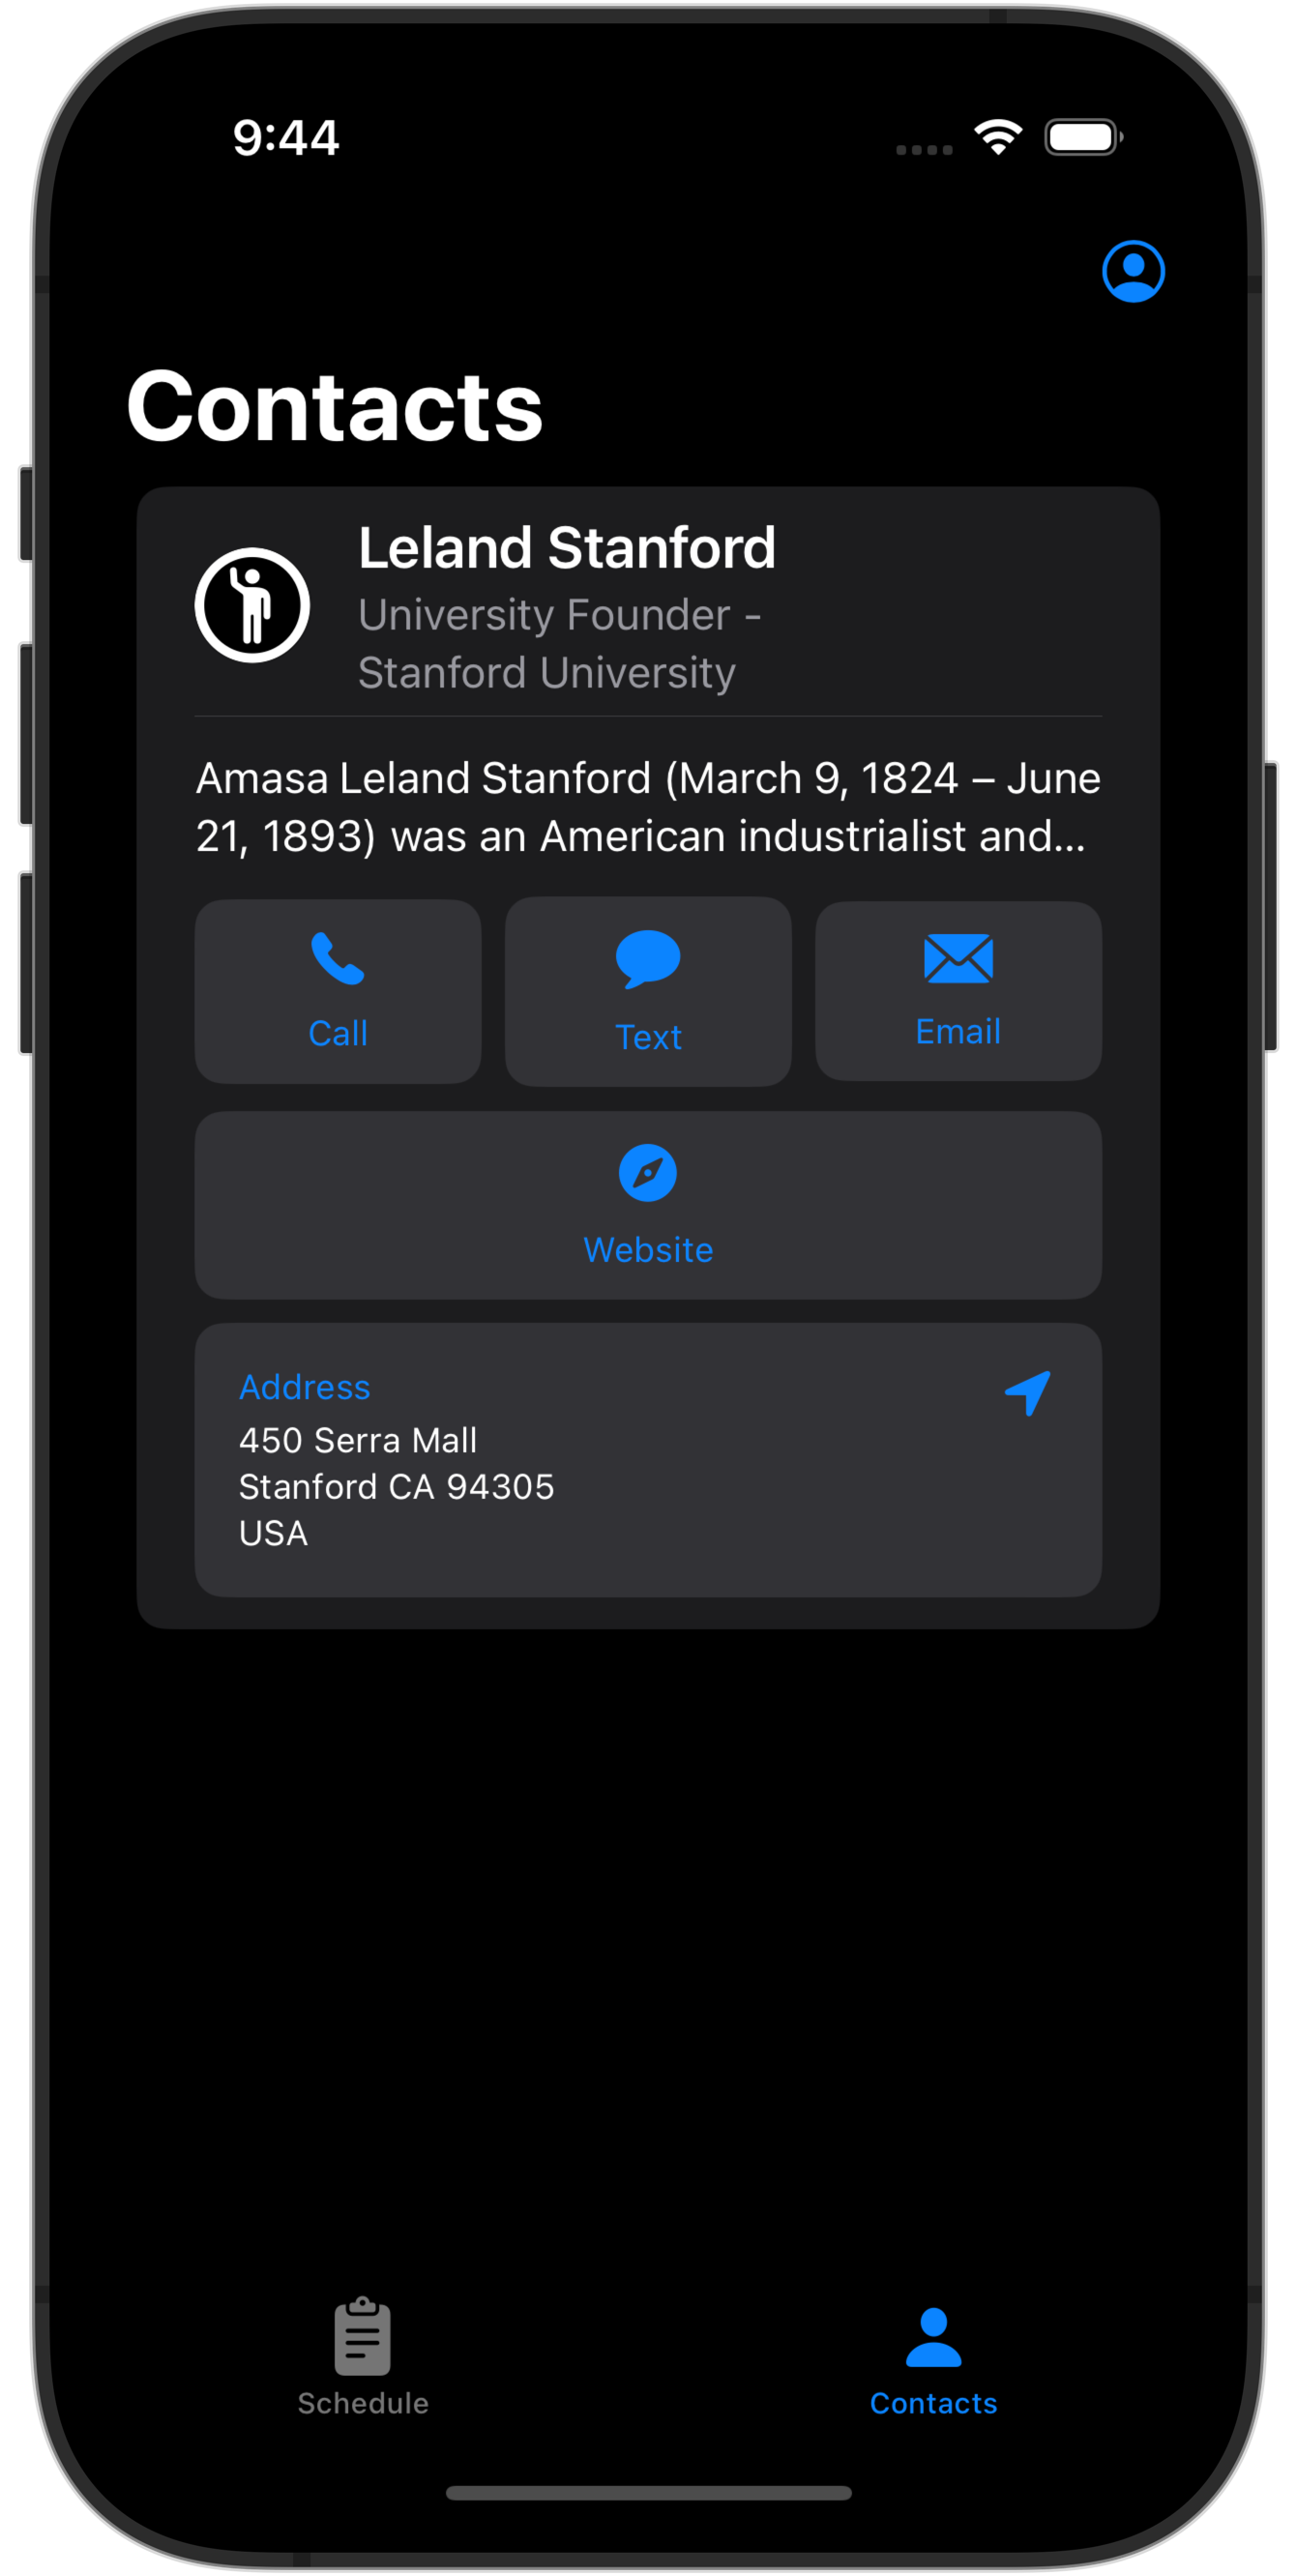 9:44
Contacts
Leland Stanford
University Founder -
Stanford University
Amasa Leland Stanford (March 9, 1824 – June
21, 1893) was an American industrialist and...
Call
Text
Email
Website
Address
450 Serra Mall
Stanford CA 94305
USA
Schedule
Contacts